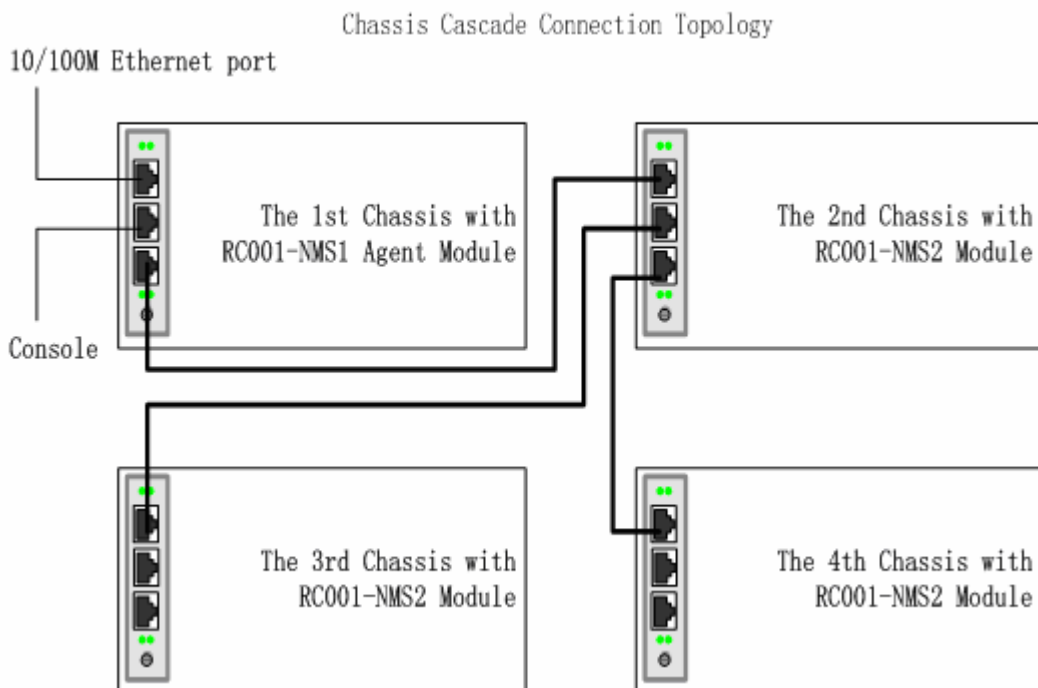 Chassis Cascade Connection Topology
10/100M Ethernet port
The 1st Chassis with
RC001-NMS1 Agent Module
The 2nd Chassis with
RC001-NMS2 Module
Console
The 3rd Chassis with
RC001-NMS2 Module
The 4th Chassis with
RC001-NMS2 Module